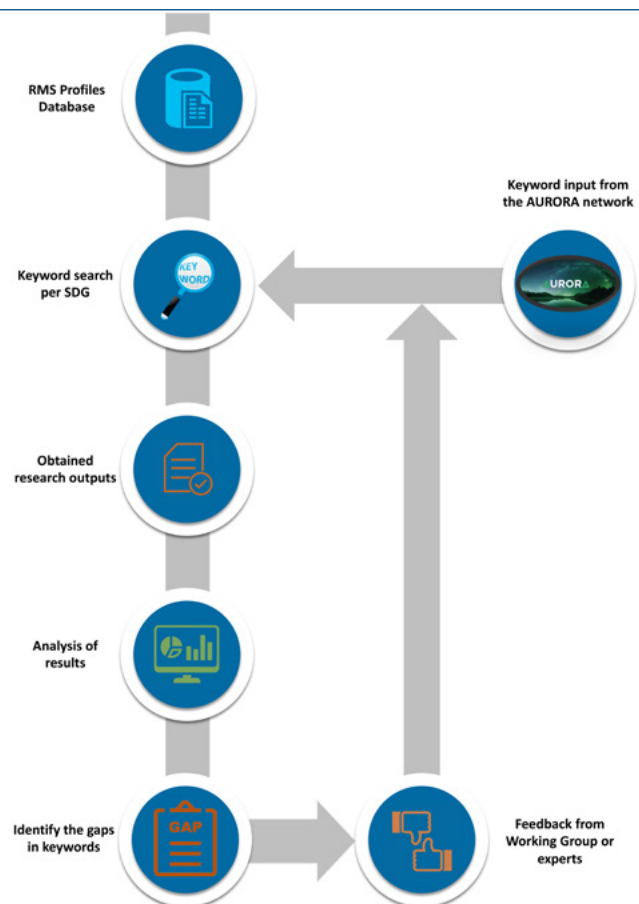 RMS Profiles
Database
Keyword input from
the AURORA network
Keyword search
per SDG
KEY
WORD
URORA
Obtained
research outputs
Analysis of
results
Identify the gaps
in keywords
GAP
Feedback from
Working Group or
experts